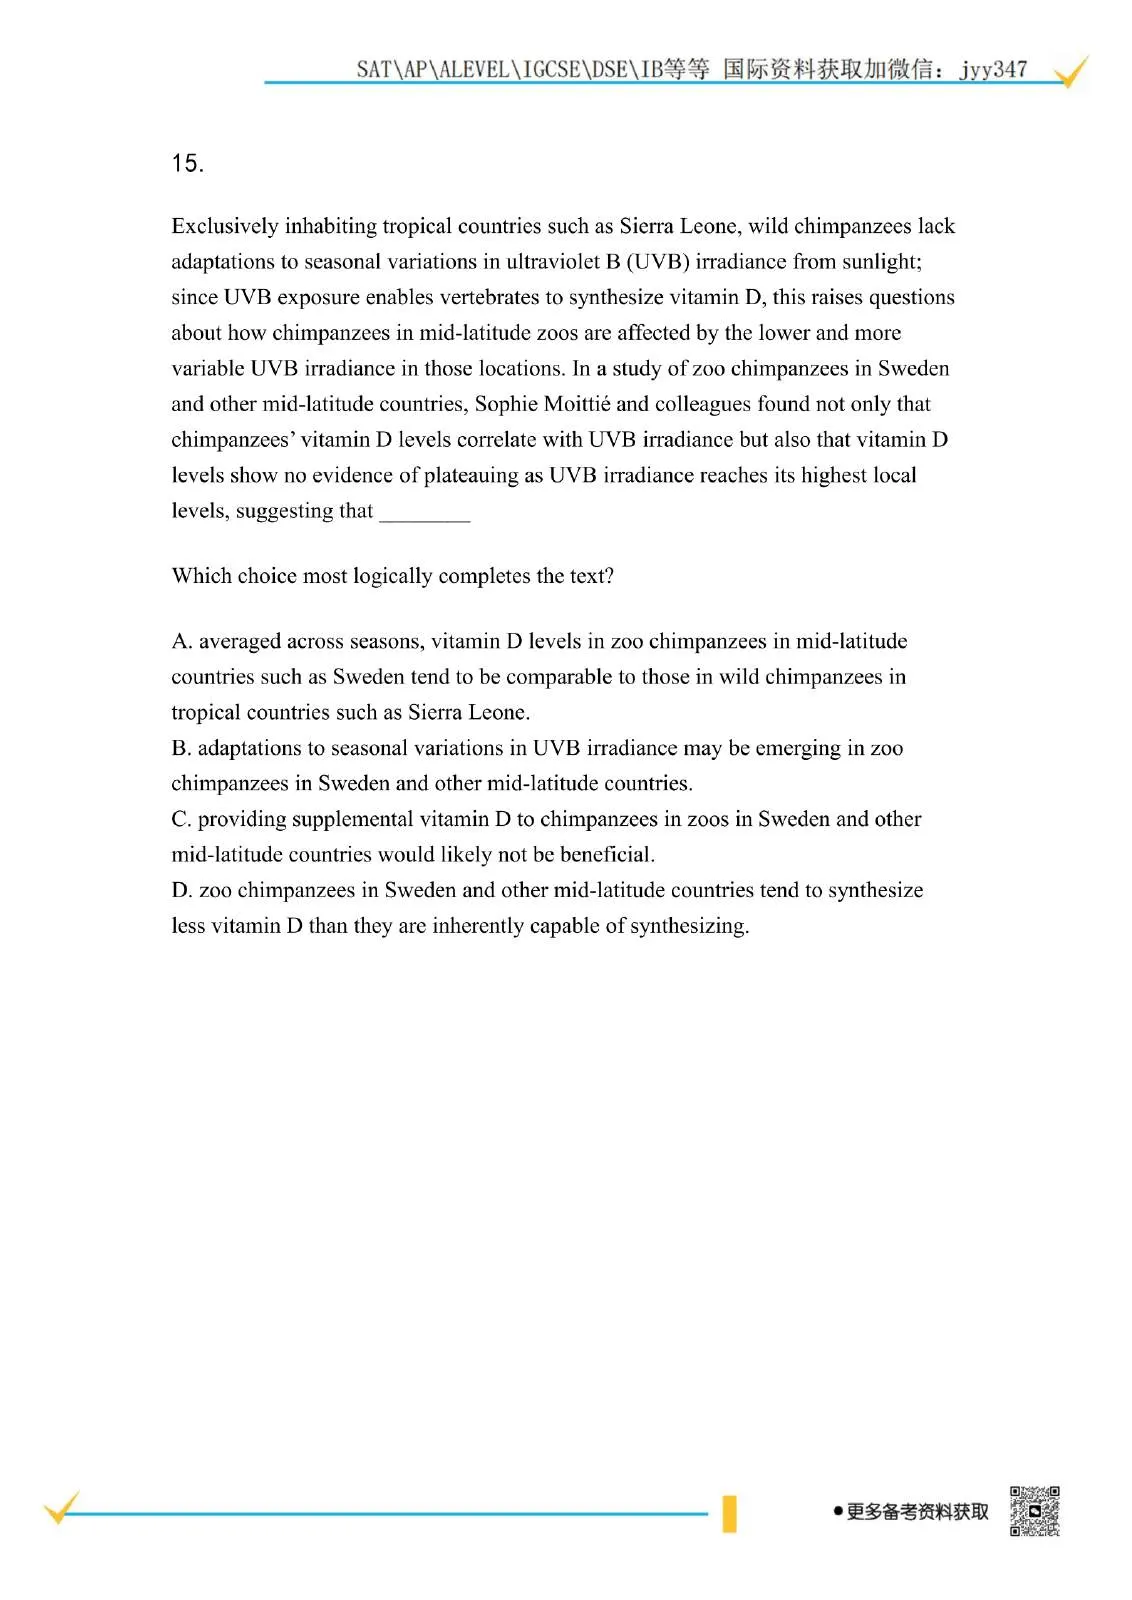 SAT\AP\ALEVEL\IGCSE\DSE\IB等等 国际资料获取加微信：jyy347
15.
Exclusively inhabiting tropical countries such as Sierra Leone, wild chimpanzees lack
adaptations to seasonal variations in ultraviolet B (UVB) irradiance from sunlight;
since UVB exposure enables vertebrates to synthesize vitamin D, this raises questions
about how chimpanzees in mid-latitude zoos are affected by the lower and more
variable UVB irradiance in those locations. In a study of zoo chimpanzees in Sweden
and other mid-latitude countries, Sophie Moittié and colleagues found not only that
chimpanzees’ vitamin D levels correlate with UVB irradiance but also that vitamin D
levels show no evidence of plateauing as UVB irradiance reaches its highest local
levels, suggesting that ________
Which choice most logically completes the text?
A. averaged across seasons, vitamin D levels in zoo chimpanzees in mid-latitude
countries such as Sweden tend to be comparable to those in wild chimpanzees in
tropical countries such as Sierra Leone.
B. adaptations to seasonal variations in UVB irradiance may be emerging in zoo
chimpanzees in Sweden and other mid-latitude countries.
C. providing supplemental vitamin D to chimpanzees in zoos in Sweden and other
mid-latitude countries would likely not be beneficial.
D. zoo chimpanzees in Sweden and other mid-latitude countries tend to synthesize
less vitamin D than they are inherently capable of synthesizing.
●更多备考资料获取